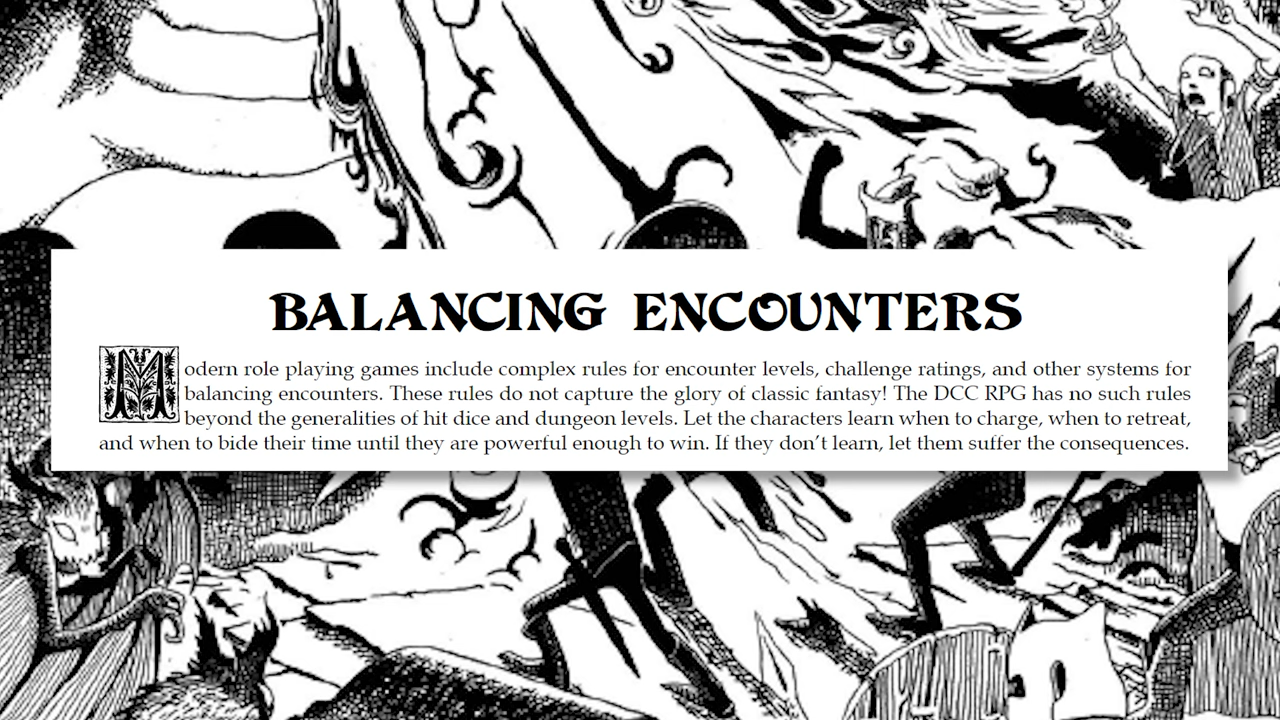 BALANCING ENCOUNTERS
Modern role playing games include complex rules for encounter levels, challenge ratings, and other systems for
balancing encounters. These rules do not capture the glory of classic fantasy! The DCC RPG has no such rules
beyond the generalities of hit dice and dungeon levels. Let the characters learn when to charge, when to retreat,
and when to bide their time until they are powerful enough to win. If they don’t learn, let them suffer the consequences.